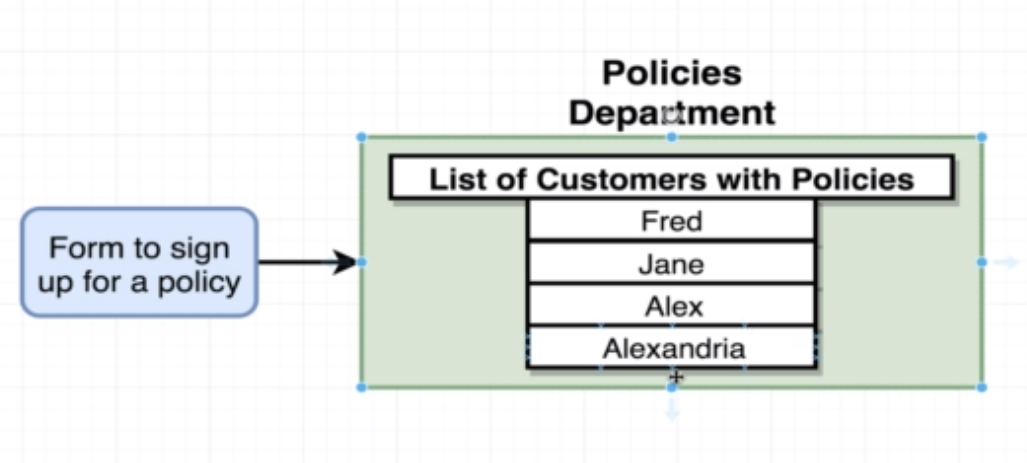 Policies
Department
List of Customers with Policies
Fred
Jane
Alex
Alexandria
Form to sign
up for a policy